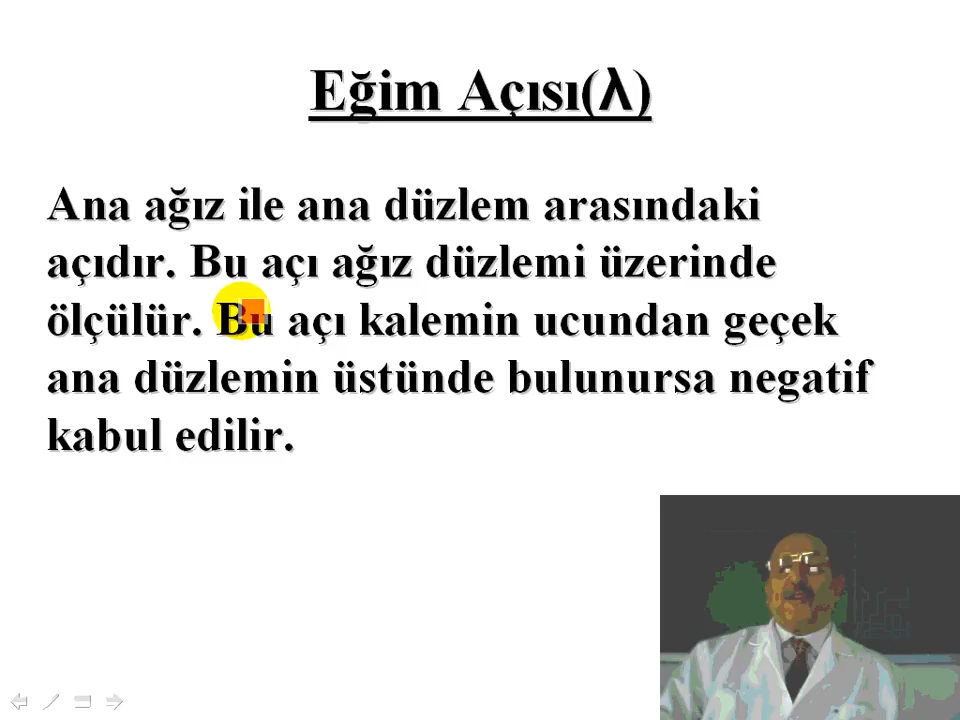 Eğim Açısı(λ)
Ana ağız ile ana düzlem arasındaki
açıdır. Bu açı ağız düzlemi üzerinde
ölçülür. Bu açı kalemin ucundan geçek
ana düzlemin üstünde bulunursa negatif
kabul edilir.